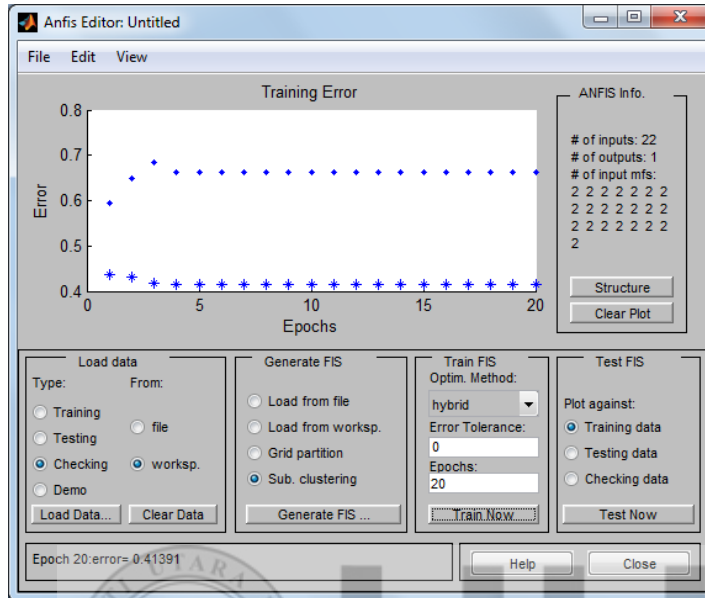 Anfis Editor: Untitled
File Edit View
Training Error
0.8
0.7
0.6
0.5
0.4
Error
0 5 10 15 20
Epochs
ANFIS Info.
# of inputs: 22
# of outputs: 1
# of input mfs:
2 2 2 2 2 2 2
2 2 2 2 2 2 2
2 2 2 2 2 2 2
2
Structure
Clear Plot
Load data
Type: From:
Training
file
Testing
Checking
worksp.
Demo
Load Data... Clear Data
Generate FIS
Load from file
Load from worksp.
Grid partition
Sub. clustering
Generate FIS ...
Train FIS
Optim. Method:
hybrid
Error Tolerance:
0
Epochs:
20
Train Now
Test FIS
Plot against:
Training data
Testing data
Checking data
Test Now
Epoch 20:error= 0.41391
Help Close
UTARA